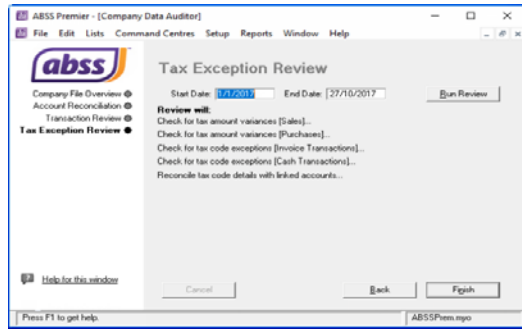 ABSS Premier - [Company Data Auditor]
File Edit Lists Command Centres Setup Reports Window Help
abss
Tax Exception Review
Company File Overview
Account Reconciliation
Transaction Review
Tax Exception Review
Start Date: 1/1/2017 End Date: 27/10/2017 Run Review
Review will:
Check for tax amount variances [Sales]...
Check for tax amount variances [Purchases]...
Check for tax code exceptions [Invoice Transactions]...
Check for tax code exceptions [Cash Transactions]...
Reconcile tax code details with linked accounts...
Help for this window
Cancel Back Finish
Press F1 to get help. ABSSPrem.myo